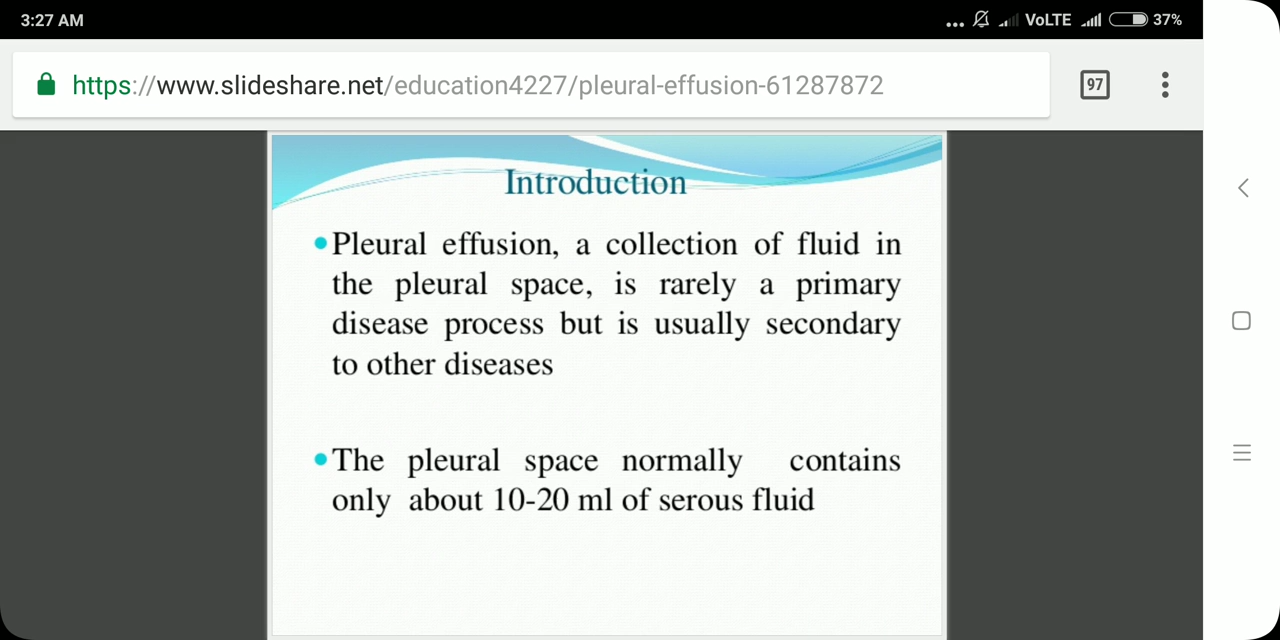 3:27 AM
... VoLTE 37%
https://www.slideshare.net/education4227/pleural-effusion-61287872
97
Introduction
Pleural effusion, a collection of fluid in
the pleural space, is rarely a primary
disease process but is usually secondary
to other diseases
The pleural space normally contains
only about 10-20 ml of serous fluid